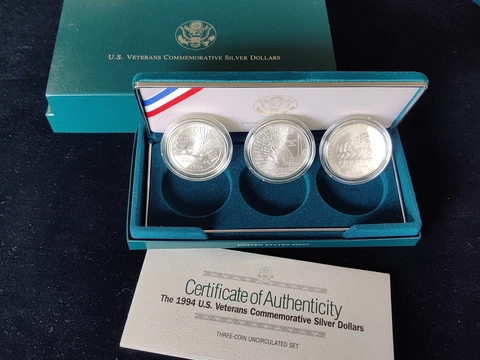 U.S. Veterans Commemorative Silver Dollars
UNITED STATES MINT
Certificate of Authenticity
The 1994 U.S. Veterans Commemorative Silver Dollars
THREE-COIN UNCIRCULATED SET